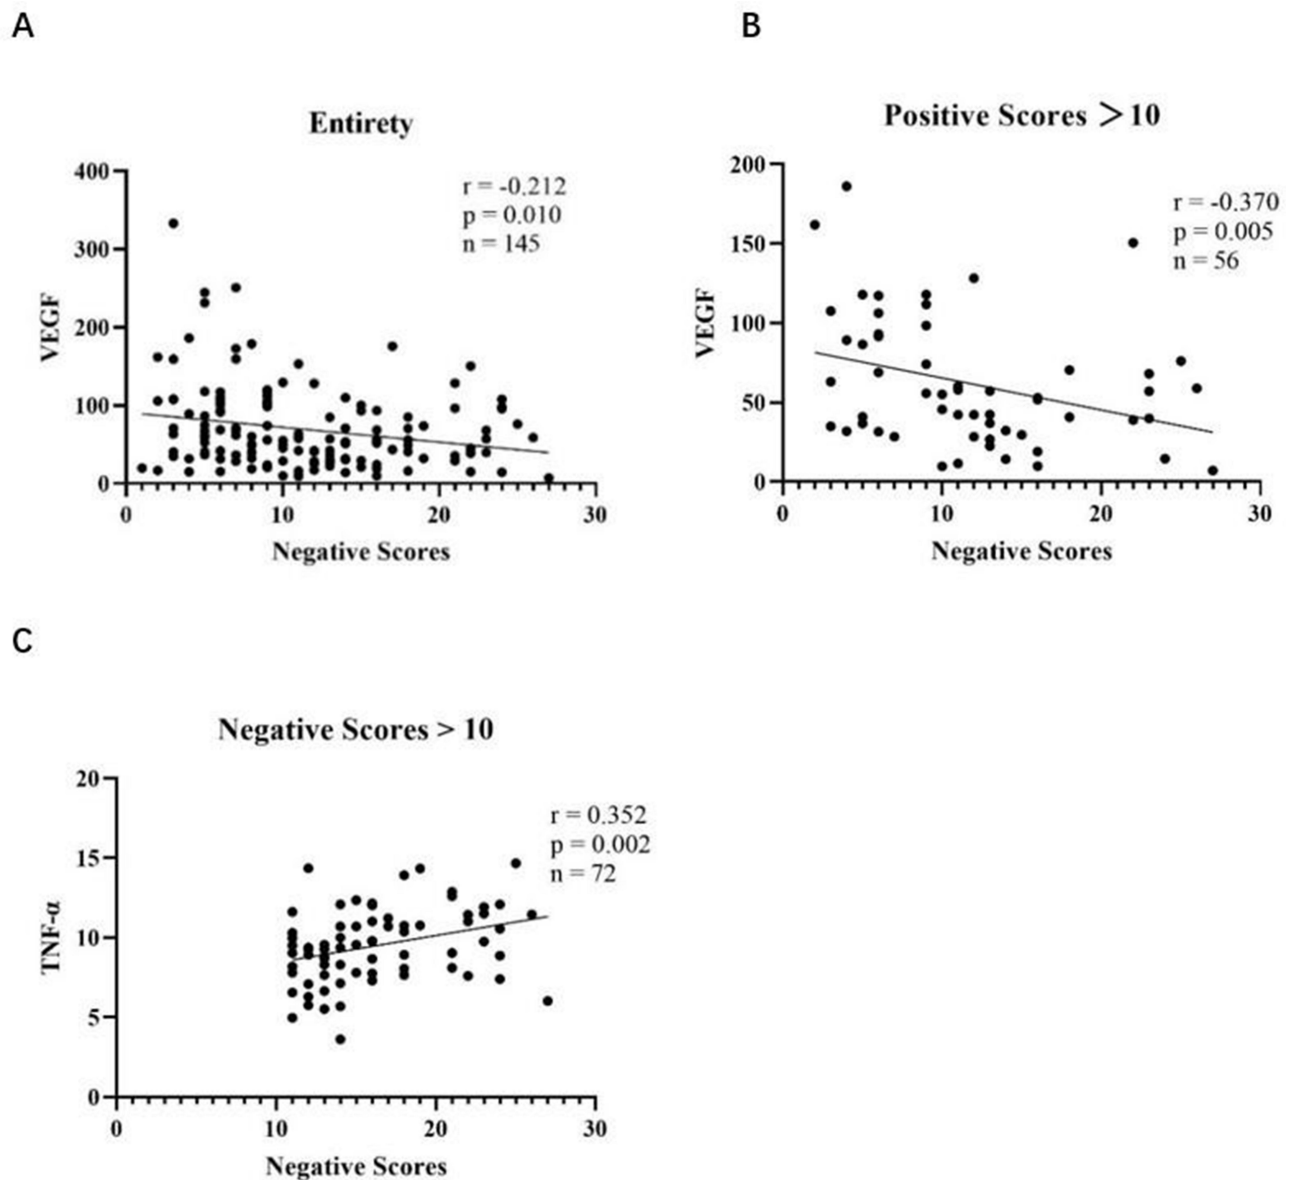 A
Entirety
r = -0.212
p = 0.010
n = 145
400
300
200
100
0
VEGF
0 10 20 30
Negative Scores
B
Positive Scores > 10
r = -0.370
p = 0.005
n = 56
200
150
100
50
0
VEGF
0 10 20 30
Negative Scores
C
Negative Scores > 10
r = 0.352
p = 0.002
n = 72
20
15
10
5
0
TNF-α
0 10 20 30
Negative Scores